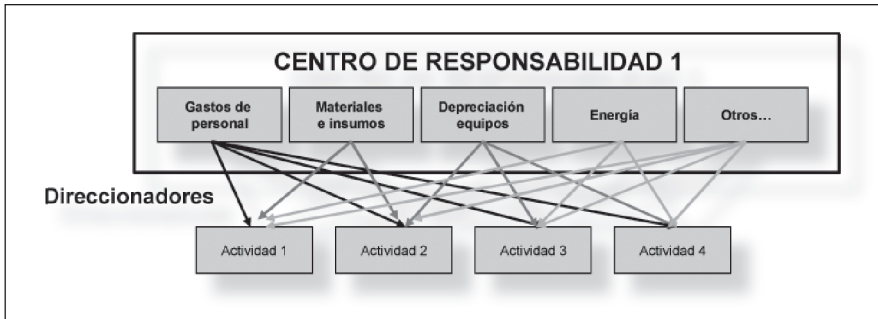 CENTRO DE RESPONSABILIDAD 1
Gastos de
personal
Materiales
e insumos
Depreciación
equipos
Energía
Otros...
Direccionadores
Actividad 1
Actividad 2
Actividad 3
Actividad 4